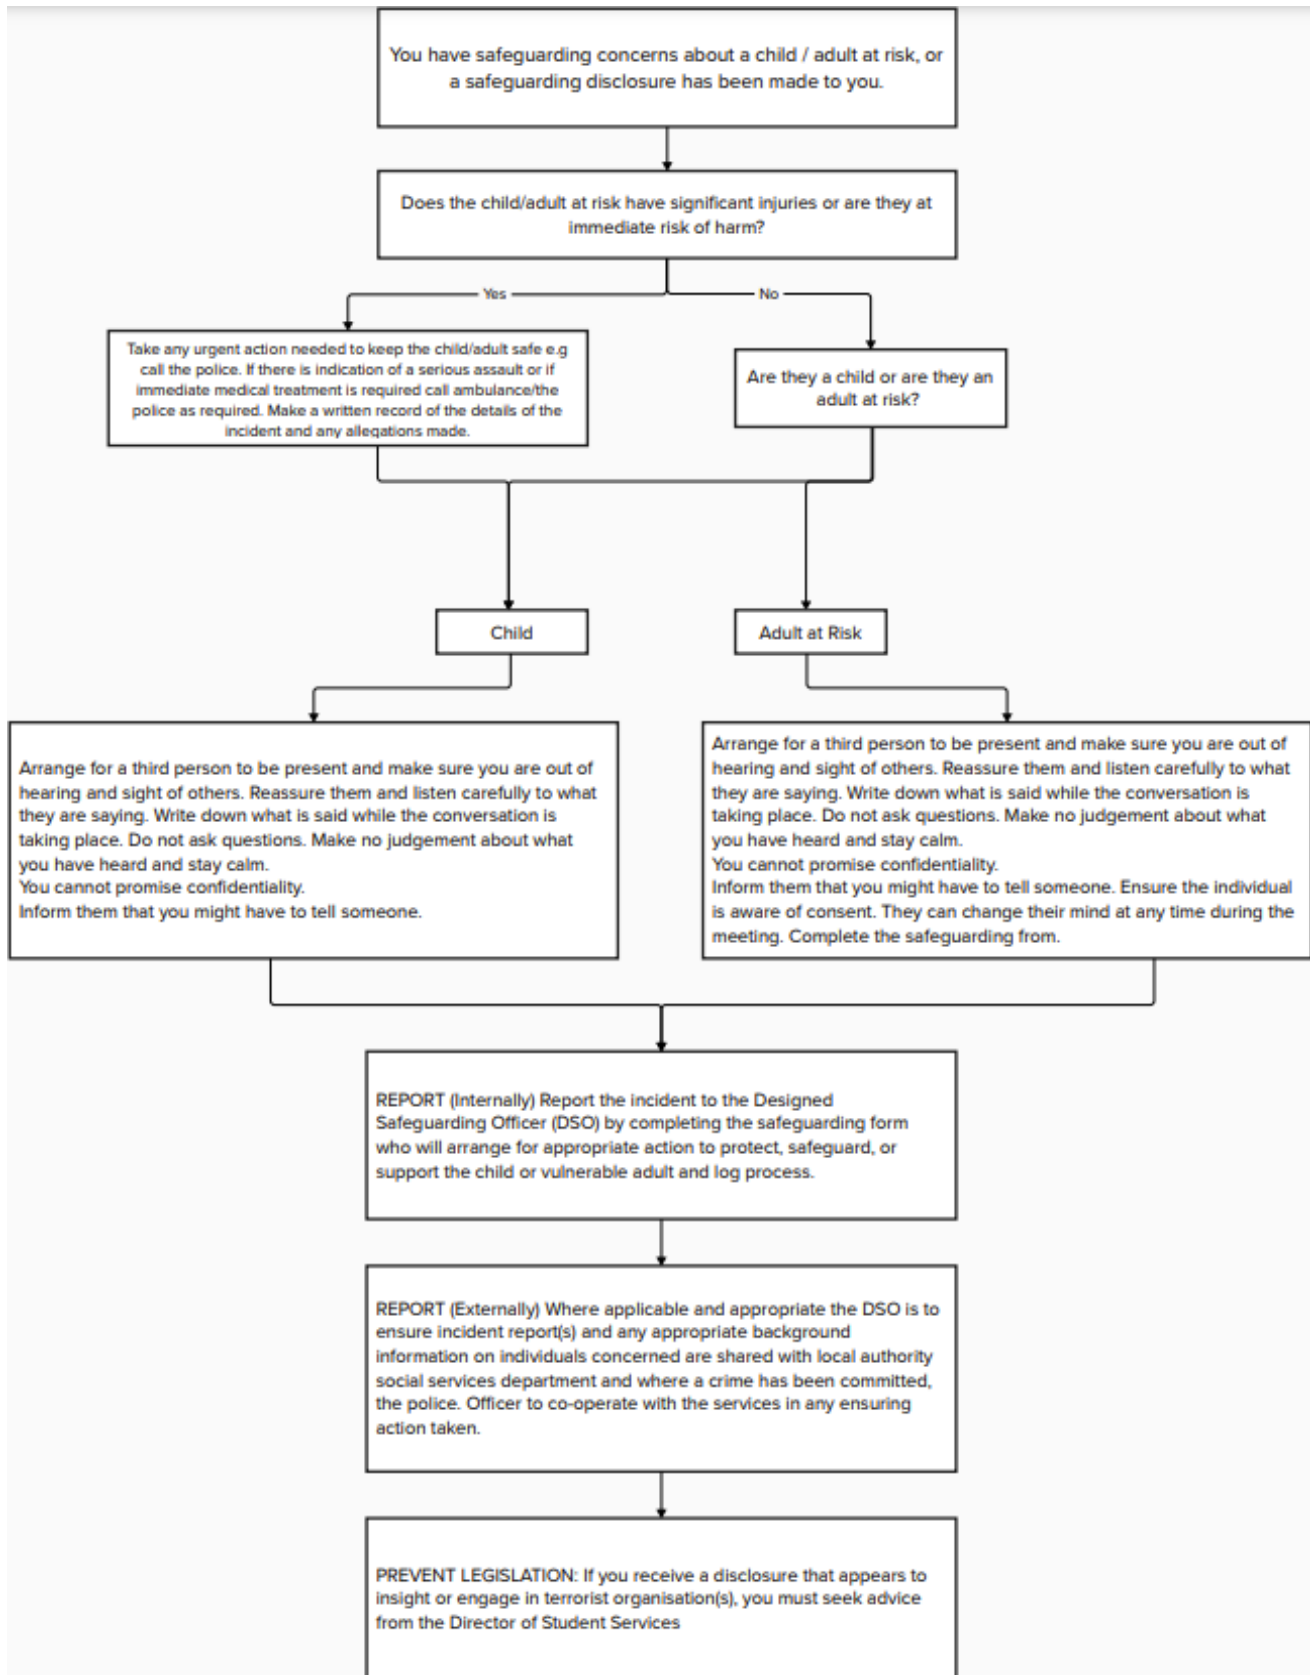 You have safeguarding concerns about a child / adult at risk, or
a safeguarding disclosure has been made to you.
Does the child/adult at risk have significant injuries or are they at
immediate risk of harm?
Yes
No
Take any urgent action needed to keep the child/adult safe e.g
call the police. If there is indication of a serious assault or if
immediate medical treatment is required call ambulance/the
police as required. Make a written record of the details of the
incident and any allegations made.
Are they a child or are they an
adult at risk?
Child
Adult at Risk
Arrange for a third person to be present and make sure you are out of
hearing and sight of others. Reassure them and listen carefully to what
they are saying. Write down what is said while the conversation is
taking place. Do not ask questions. Make no judgement about what
you have heard and stay calm.
You cannot promise confidentiality.
Inform them that you might have to tell someone.
Arrange for a third person to be present and make sure you are out of
hearing and sight of others. Reassure them and listen carefully to what
they are saying. Write down what is said while the conversation is
taking place. Do not ask questions. Make no judgement about what
you have heard and stay calm.
You cannot promise confidentiality.
Inform them that you might have to tell someone. Ensure the individual
is aware of consent. They can change their mind at any time during the
meeting. Complete the safeguarding from.
REPORT (Internally) Report the incident to the Designed
Safeguarding Officer (DSO) by completing the safeguarding form
who will arrange for appropriate action to protect, safeguard, or
support the child or vulnerable adult and log process.
REPORT (Externally) Where applicable and appropriate the DSO is to
ensure incident report(s) and any appropriate background
information on individuals concerned are shared with local authority
social services department and where a crime has been committed,
the police. Officer to co-operate with the services in any ensuring
action taken.
PREVENT LEGISLATION: If you receive a disclosure that appears to
insight or engage in terrorist organisation(s), you must seek advice
from the Director of Student Services